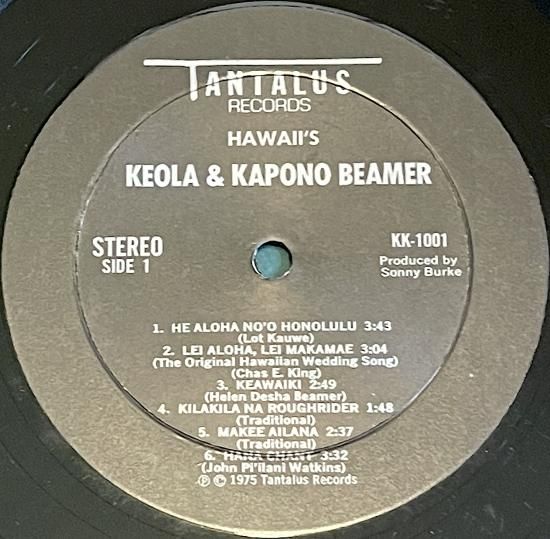 TANTALUS
RECORDS
HAWAII'S
KEOLA & KAPONO BEAMER
STEREO
SIDE 1
KK-1001
Produced by
Sonny Burke
1. HE ALOHA NO'O HONOLULU 3:43
(Lot Kauwe)
2. LEI ALOHA, LEI MAKAMAE 3:04
(The Original Hawaiian Wedding Song)
(Chas E. King)
3. KEAWAIKI 2:49
(Helen Desha Beamer)
4. KILAKILA NA ROUGHRIDER 1:48
(Traditional)
5. MAKEE AILANA 2:37
(Traditional)
6. HANA CHANT 3:32
(John Pi'ilani Watkins)
℗ © 1975 Tantalus Records